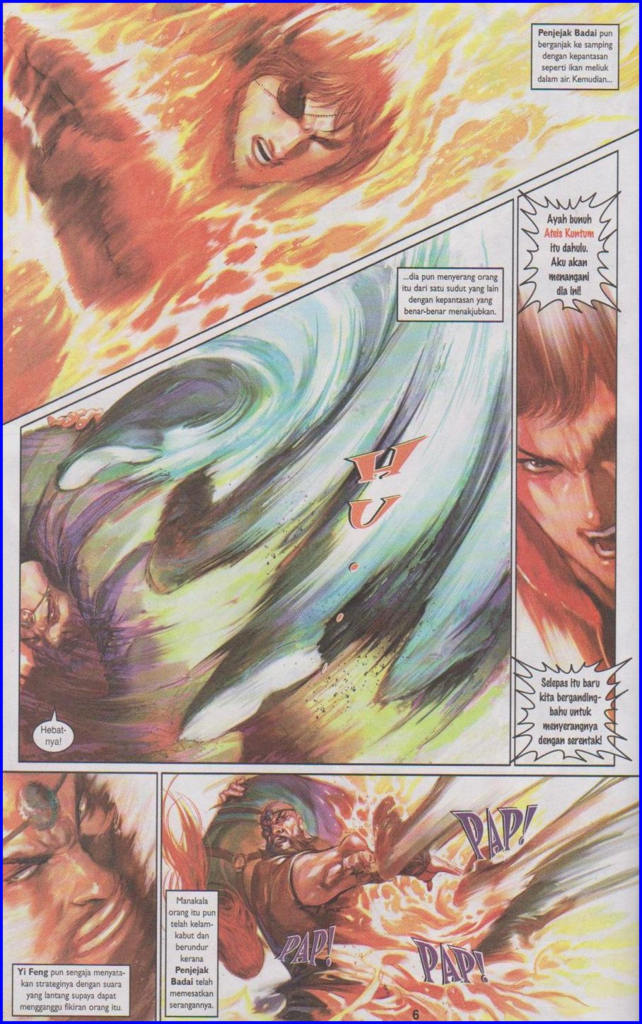 Penjejak Badai pun
berganjak ke samping
dengan kepantasan
seperti ikan meliuk
dalam air. Kemudian...
...dia pun menyerang orang
itu dari satu sudut yang lain
dengan kepantasan yang
benar-benar menakjubkan.
Ayah bunuh
Ateis Kuntum
itu dahulu.
Aku akan
menangani
dia ini!
H
U
Hebat-
nya!
Selepas itu baru
kita berganding-
bahu untuk
menyerangnya
dengan serentak!
Yi Feng pun sengaja menyata-
kan strateginya dengan suara
yang lantang supaya dapat
mengganggu fikiran orang itu.
Manakala
orang itu pun
telah kelam-
kabut dan
berundur
kerana
Penjejak
Badai telah
memesatkan
serangannya.
PAP!
PAP!
PAP!
6